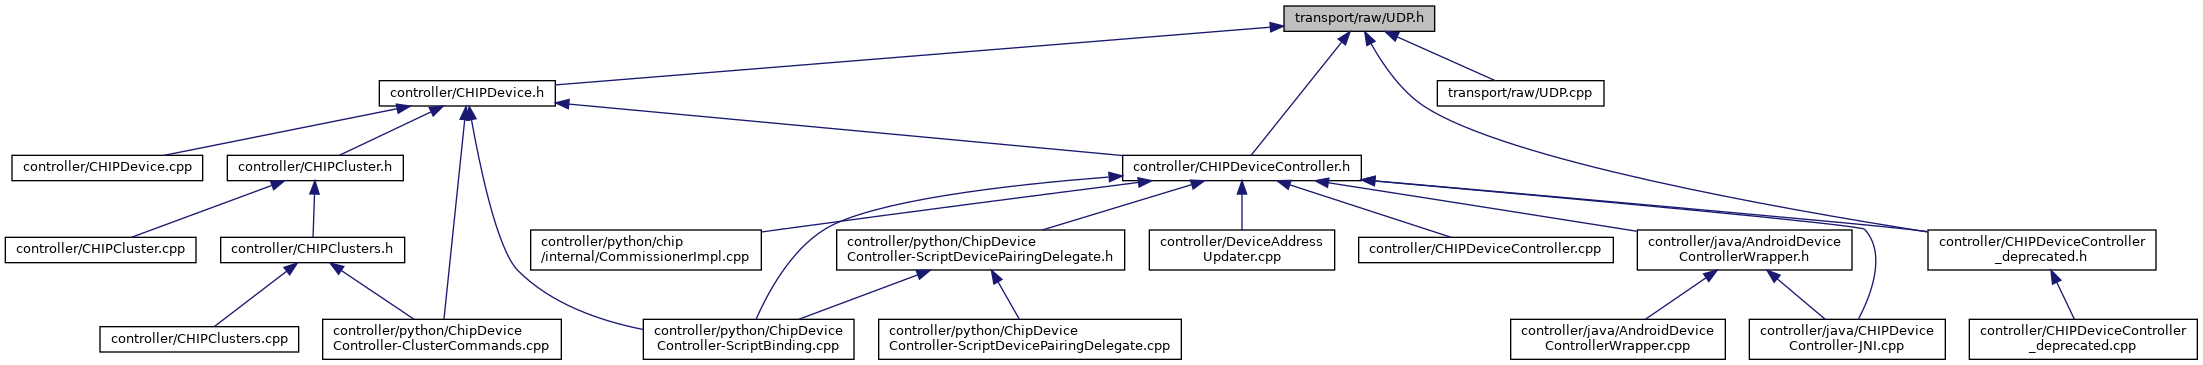 transport/raw/UDP.h
controller/CHIPDevice.h
transport/raw/UDP.cpp
controller/CHIPDevice.cpp
controller/CHIPCluster.h
controller/CHIPDeviceController.h
controller/CHIPCluster.cpp
controller/CHIPClusters.h
controller/python/chip
/internal/CommissionerImpl.cpp
controller/python/ChipDevice
Controller-ScriptDevicePairingDelegate.h
controller/DeviceAddress
Updater.cpp
controller/CHIPDeviceController.cpp
controller/java/AndroidDevice
ControllerWrapper.h
controller/CHIPDeviceController
_deprecated.h
controller/CHIPClusters.cpp
controller/python/ChipDevice
Controller-ClusterCommands.cpp
controller/python/ChipDevice
Controller-ScriptBinding.cpp
controller/python/ChipDevice
Controller-ScriptDevicePairingDelegate.cpp
controller/java/AndroidDevice
ControllerWrapper.cpp
controller/java/CHIPDevice
Controller-JNI.cpp
controller/CHIPDeviceController
_deprecated.cpp